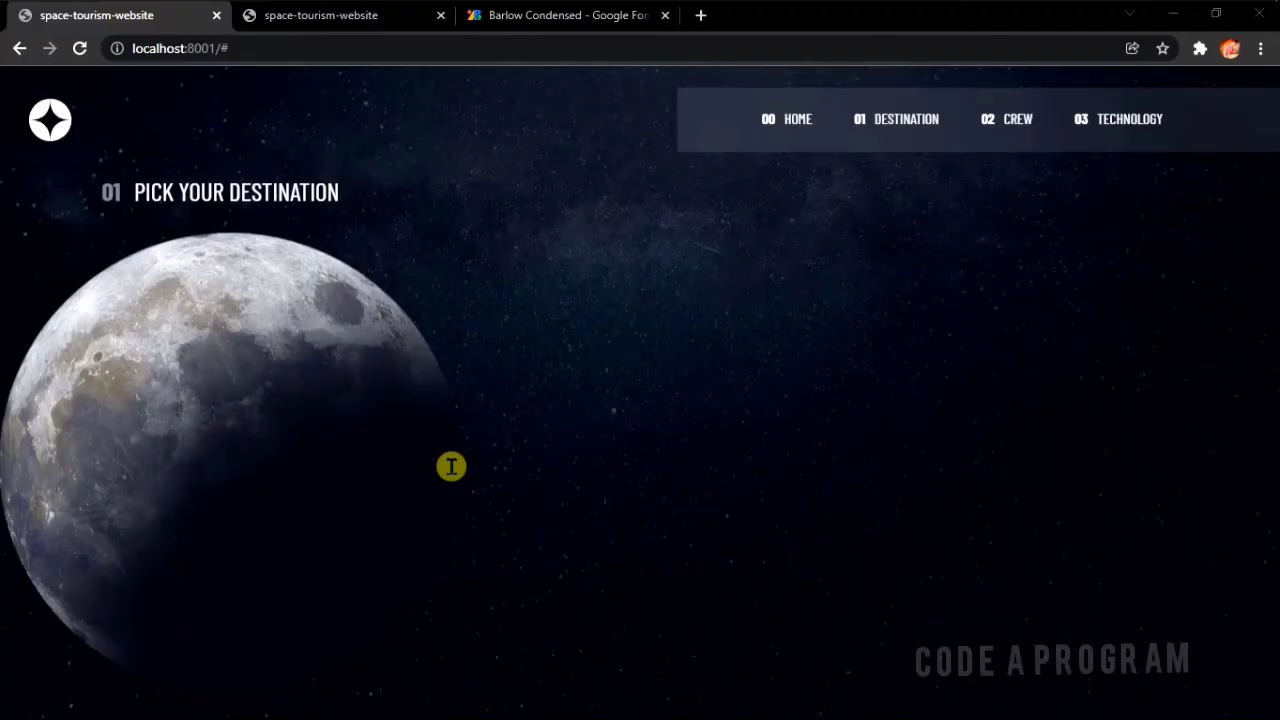 space-tourism-website
space-tourism-website
Barlow Condensed - Google Fo
localhost:8001/#
00 HOME 01 DESTINATION 02 CREW 03 TECHNOLOGY
01 PICK YOUR DESTINATION
CODE A PROGRAM